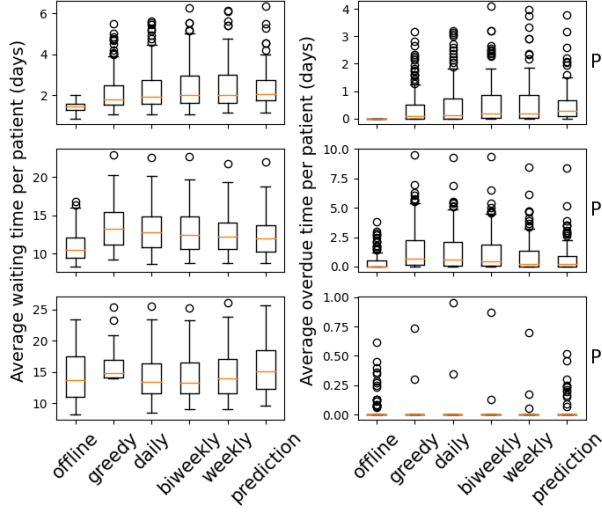 Average waiting time per patient (days)
6
4
2
20
15
10
25
20
15
10
offline
greedy
daily
biweekly
weekly
prediction
Average overdue time per patient (days)
4
3
2
1
0
10.0
7.5
5.0
2.5
0.0
1.00
0.75
0.50
0.25
0.00
offline
greedy
daily
biweekly
weekly
prediction
P
P